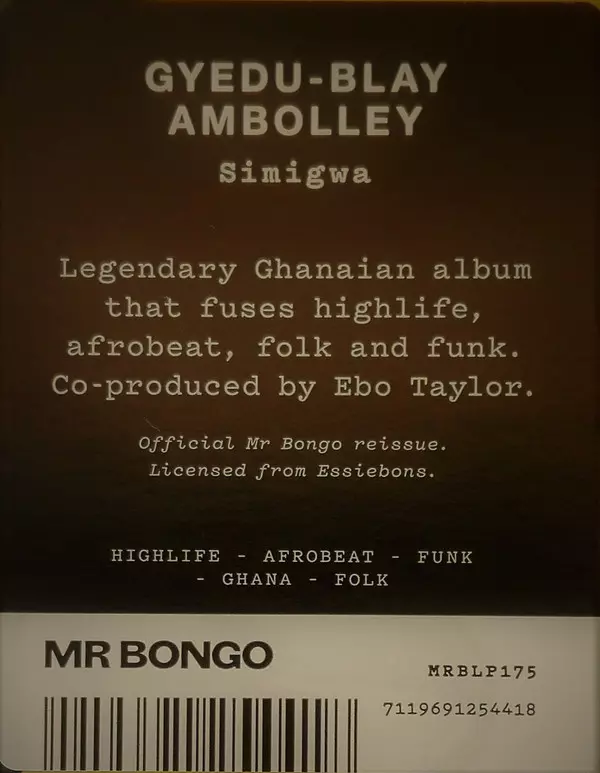 GYEDU-BLAY
AMBOLLEY
Simigwa
Legendary Ghanaian album
that fuses highlife,
afrobeat, folk and funk.
Co-produced by Ebo Taylor.
Official Mr Bongo reissue.
Licensed from Essiebons.
HIGHLIFE - AFROBEAT - FUNK
- GHANA - FOLK
MR BONGO
MRBLP175
7119691254418